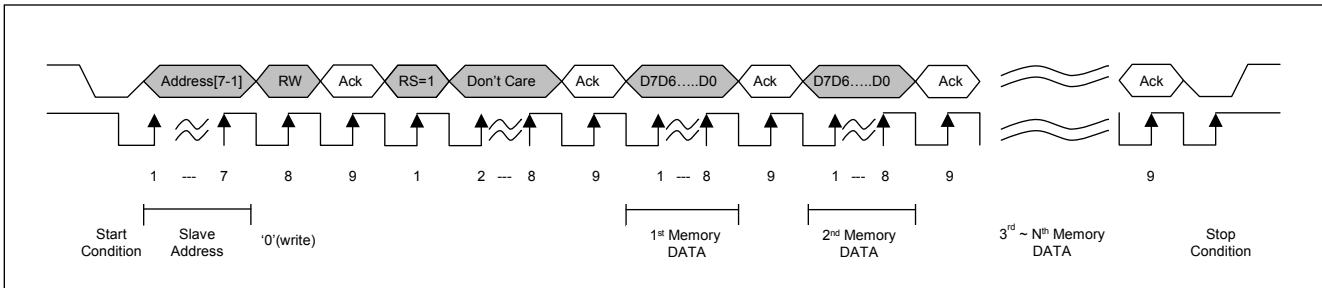 Address[7-1] RW Ack RS=1 Don't Care Ack D7D6.....D0 Ack D7D6.....D0 Ack Ack
1 --- 7 8 9 1 2 --- 8 9 1 --- 8 9 1 --- 8 9 9
Start Condition
Slave Address
'0'(write)
1st Memory DATA
2nd Memory DATA
3rd ~ Nth Memory DATA
Stop Condition